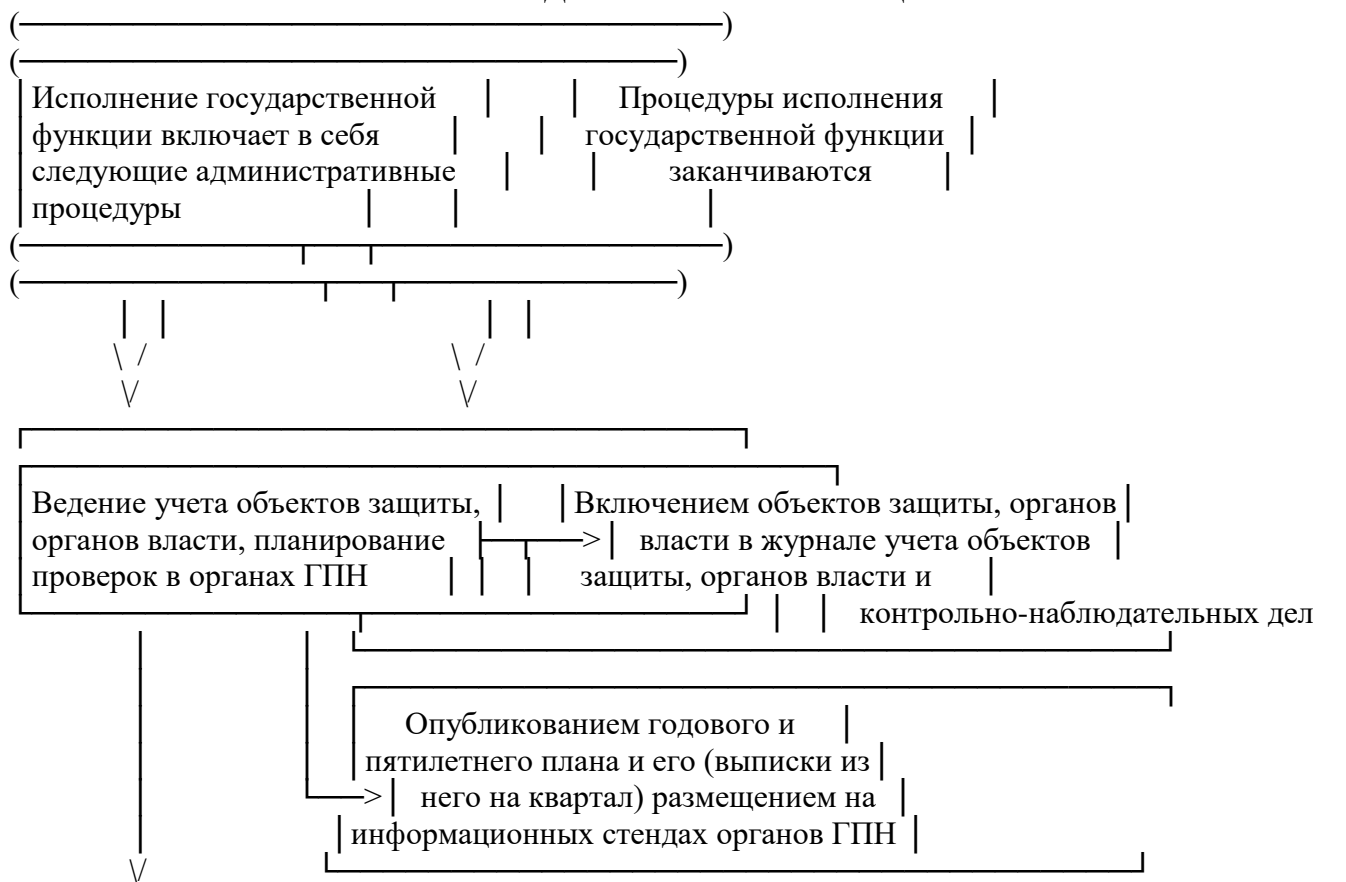 Исполнение государственной Процедуры исполнения
функции включает в себя государственной функции
следующие административные заканчиваются
процедуры
Ведение учета объектов защиты, Включением объектов защиты, органов
органов власти, планирование власти в журнале учета объектов
проверок в органах ГПН защиты, органов власти и
контрольно-наблюдательных дел
Опубликованием годового и
пятилетнего плана и его (выписки из
него на квартал) размещением на
информационных стендах органов ГПН